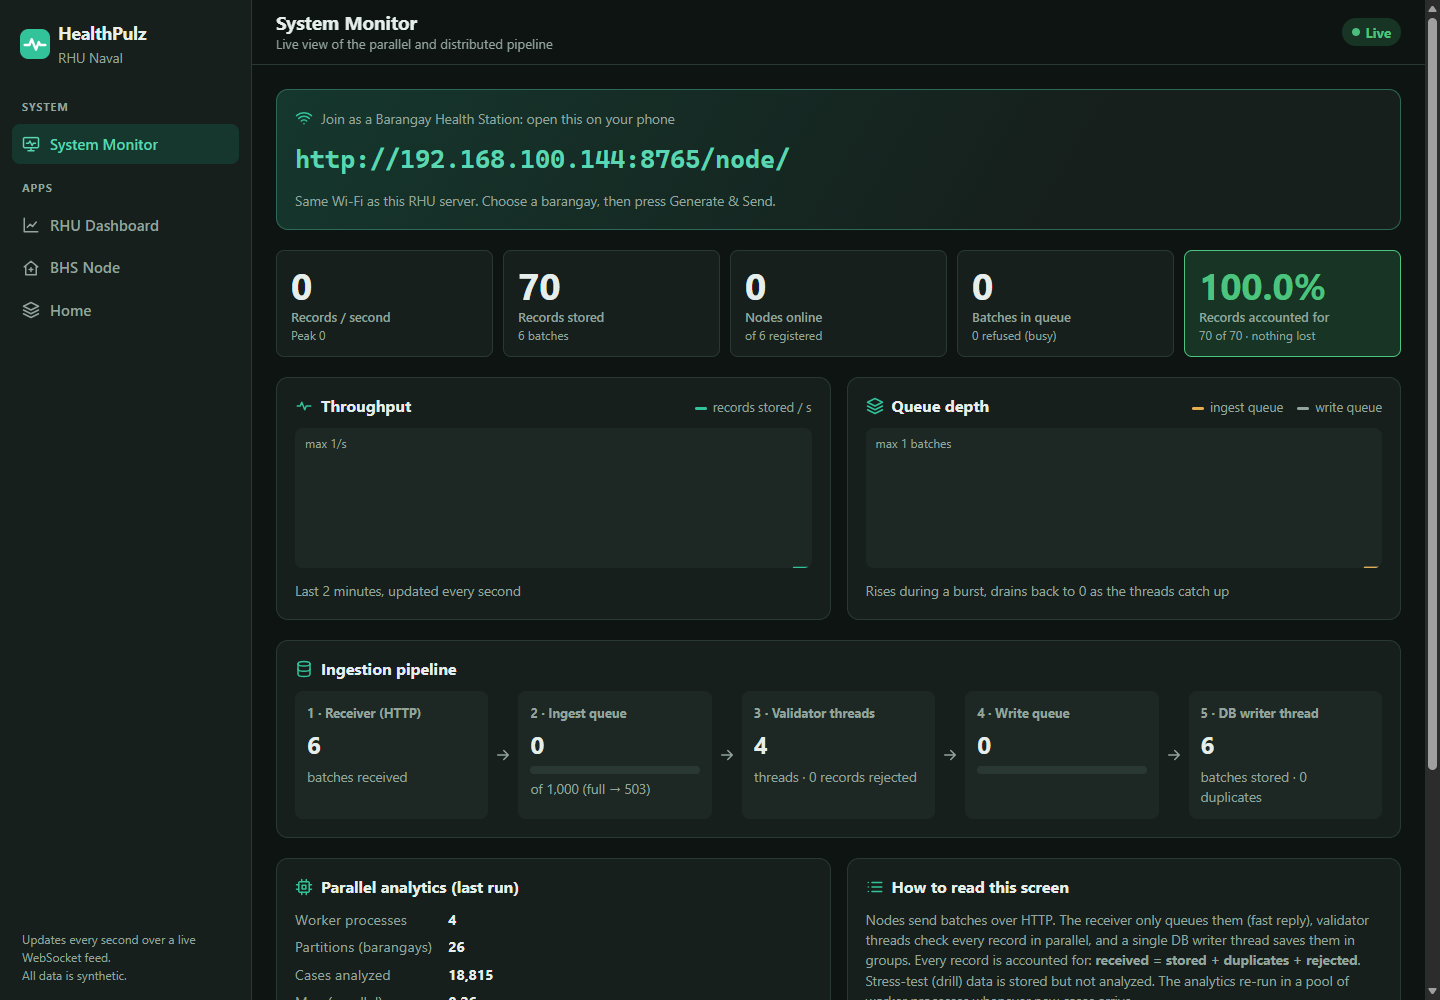 HealthPulz
RHU Naval
SYSTEM
System Monitor
APPS
RHU Dashboard
BHS Node
Home
Updates every second over a live
WebSocket feed.
All data is synthetic.
System Monitor
Live view of the parallel and distributed pipeline
Live
Join as a Barangay Health Station: open this on your phone
http://192.168.100.144:8765/node/
Same Wi-Fi as this RHU server. Choose a barangay, then press Generate & Send.
0
Records / second
Peak 0
70
Records stored
6 batches
0
Nodes online
of 6 registered
0
Batches in queue
0 refused (busy)
100.0%
Records accounted for
70 of 70 · nothing lost
Throughput
records stored / s
max 1/s
Last 2 minutes, updated every second
Queue depth
ingest queue
write queue
max 1 batches
Rises during a burst, drains back to 0 as the threads catch up
Ingestion pipeline
1 · Receiver (HTTP)
6
batches received
2 · Ingest queue
0
of 1,000 (full → 503)
3 · Validator threads
4
threads · 0 records rejected
4 · Write queue
0
5 · DB writer thread
6
batches stored · 0
duplicates
Parallel analytics (last run)
Worker processes 4
Partitions (barangays) 26
Cases analyzed 18,815
How to read this screen
Nodes send batches over HTTP. The receiver only queues them (fast reply), validator
threads check every record in parallel, and a single DB writer thread saves them in
groups. Every record is accounted for: received = stored + duplicates + rejected.
Stress-test (drill) data is stored but not analyzed. The analytics re-run in a pool of
worker processes whenever new cases arrive.